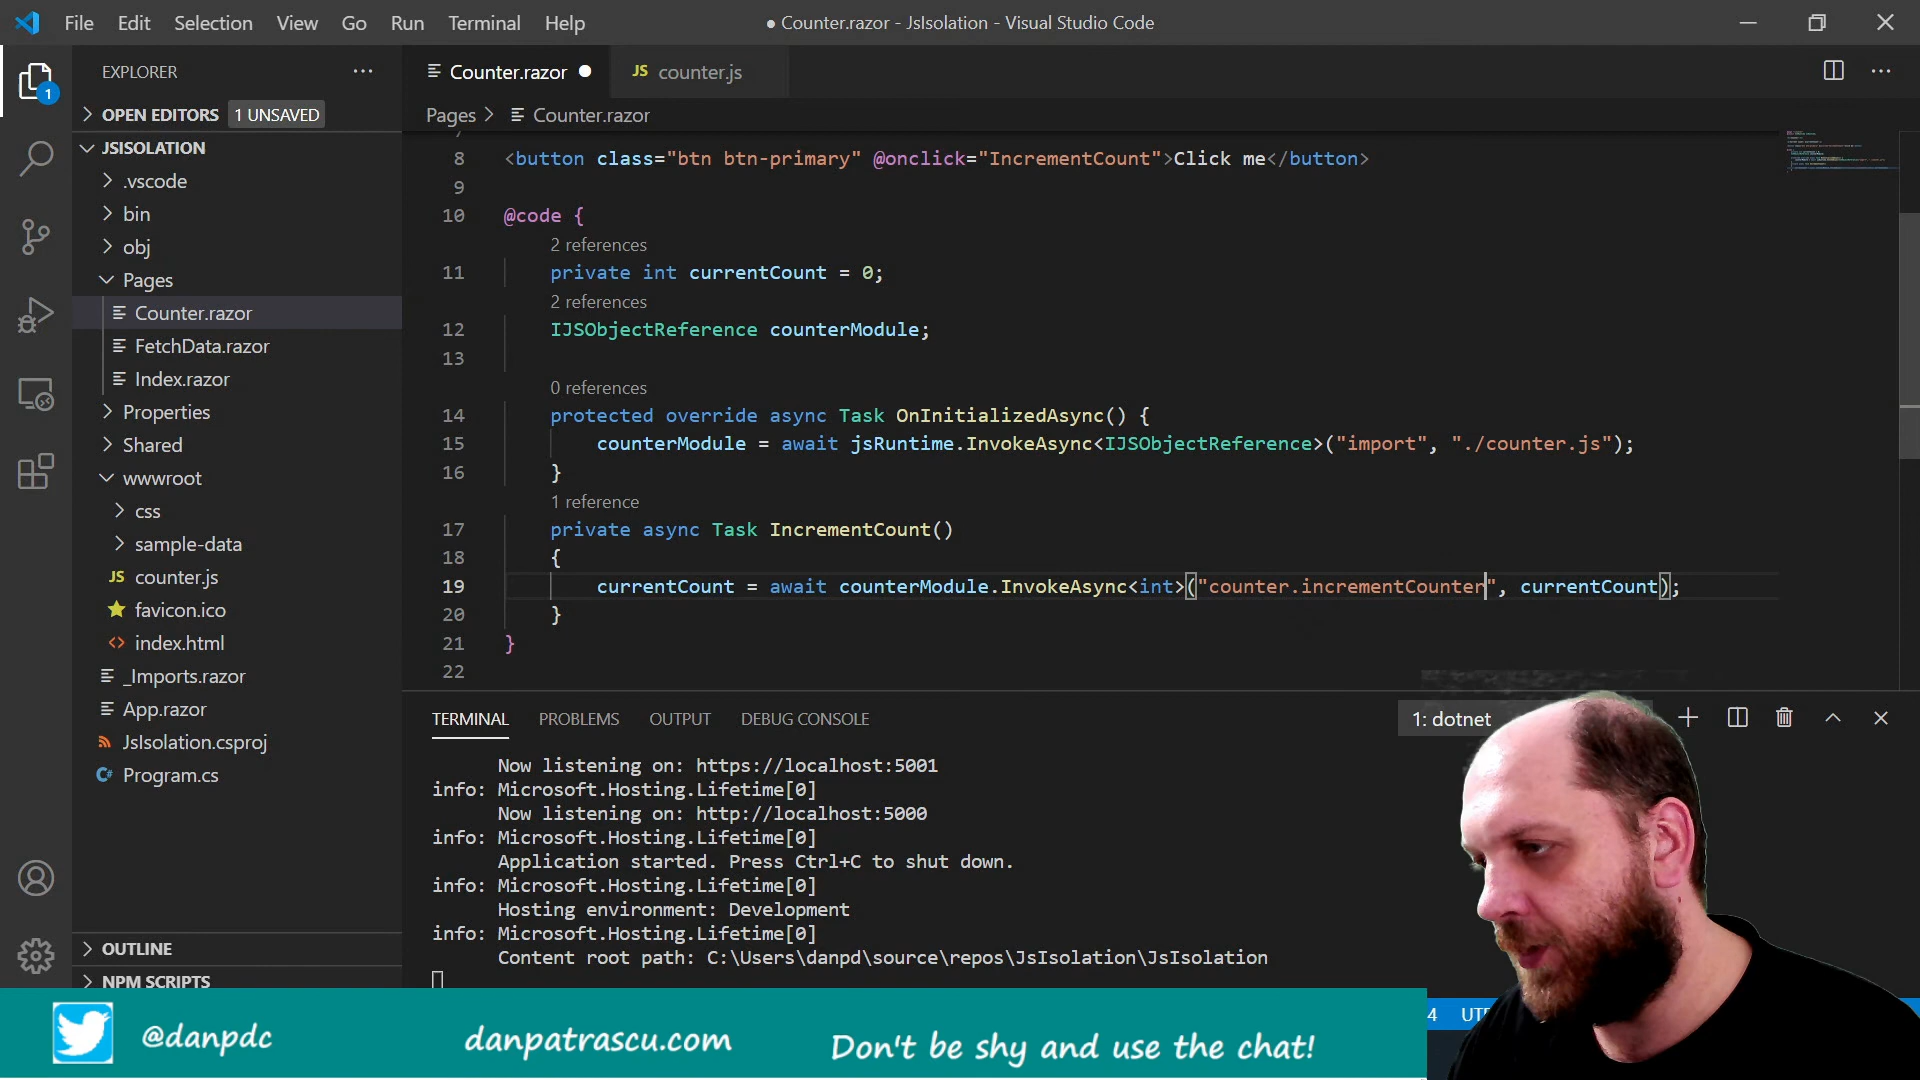 File Edit Selection View Go Run Terminal Help
● Counter.razor - JsIsolation - Visual Studio Code
EXPLORER
Counter.razor
JS counter.js
1
OPEN EDITORS 1 UNSAVED
Pages > Counter.razor
JSISOLATION
.vscode
bin
obj
Pages
Counter.razor
FetchData.razor
Index.razor
Properties
Shared
wwwroot
css
sample-data
JS counter.js
favicon.ico
<> index.html
_Imports.razor
App.razor
JsIsolation.csproj
C# Program.cs
OUTLINE
NPM SCRIPTS
7
8 <button class="btn btn-primary" @onclick="IncrementCount">Click me</button>
9
10 @code {
2 references
11 private int currentCount = 0;
2 references
12 IJSObjectReference counterModule;
13
0 references
14 protected override async Task OnInitializedAsync() {
15 counterModule = await jsRuntime.InvokeAsync<IJSObjectReference>("import", "./counter.js");
16 }
1 reference
17 private async Task IncrementCount()
18 {
19 currentCount = await counterModule.InvokeAsync<int>("counter.incrementCounter", currentCount);
20 }
21 }
22
TERMINAL PROBLEMS OUTPUT DEBUG CONSOLE
1: dotnet
Now listening on: https://localhost:5001
info: Microsoft.Hosting.Lifetime[0]
Now listening on: http://localhost:5000
info: Microsoft.Hosting.Lifetime[0]
Application started. Press Ctrl+C to shut down.
info: Microsoft.Hosting.Lifetime[0]
Hosting environment: Development
info: Microsoft.Hosting.Lifetime[0]
Content root path: C:\Users\danpd\source\repos\JsIsolation\JsIsolation
@danpdc
danpatrascu.com
Don't be shy and use the chat!